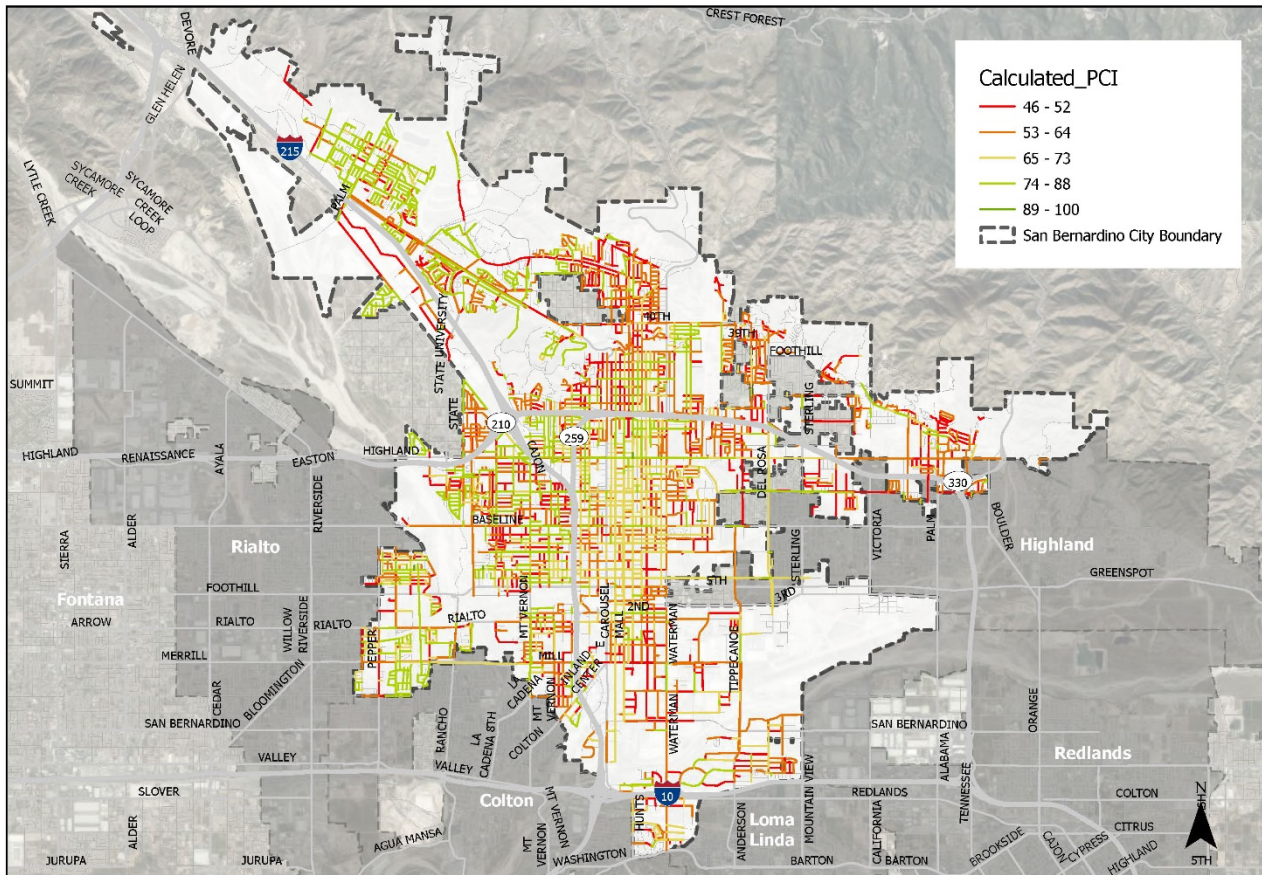 CREST FOREST
DEVORE
GLEN HELEN
215
LYTLE CREEK
SYCAMORE
CREEK
SYCAMORE
CREEK
LOOP
PALM
Calculated_PCI
46 - 52
53 - 64
65 - 73
74 - 88
89 - 100
San Bernardino City Boundary
STATE UNIVERSITY
40TH
39TH
FOOTHILL
SUMMIT
STATE
STERLING
210
259
HIGHLAND
RENAISSANCE
AYALA
EASTON
HIGHLAND
CAJON
DEL ROSA
330
RIVERSIDE
SIERRA
ALDER
BASELINE
VICTORIA
PALM
BOULDER
Rialto
Highland
STERLING
FOOTHILL
5TH
GREENSPOT
Fontana
ARROW
WILLOW
RIVERSIDE
RIALTO
RIALTO
RIALTO
MT VERNON
E
CAROUSEL
MALL
2ND
3RD
WATERMAN
MERRILL
PEPPER
MILL
INLAND
CENTER
TIPPECANOE
CEDAR
BLOOMINGTON
LA
CADENA
MT
VERNON
ORANGE
SAN BERNARDINO
RANCHO
LA
CADENA 8TH
COLTON
WATERMAN
SAN BERNARDINO
Redlands
VALLEY
VALLEY
ALABAMA
TENNESSEE
MOUNTAIN VIEW
10
SLOVER
Colton
HUNTS
REDLANDS
COLTON
ALDER
MT VERNON
Loma
Linda
ANDERSON
CALIFORNIA
CITRUS
AGUA MANSA
MT
VERNON
BROOKSIDE
CAJON
CYPRESS
HIGHLAND
JURUPA
JURUPA
WASHINGTON
BARTON
BARTON
N
5TH